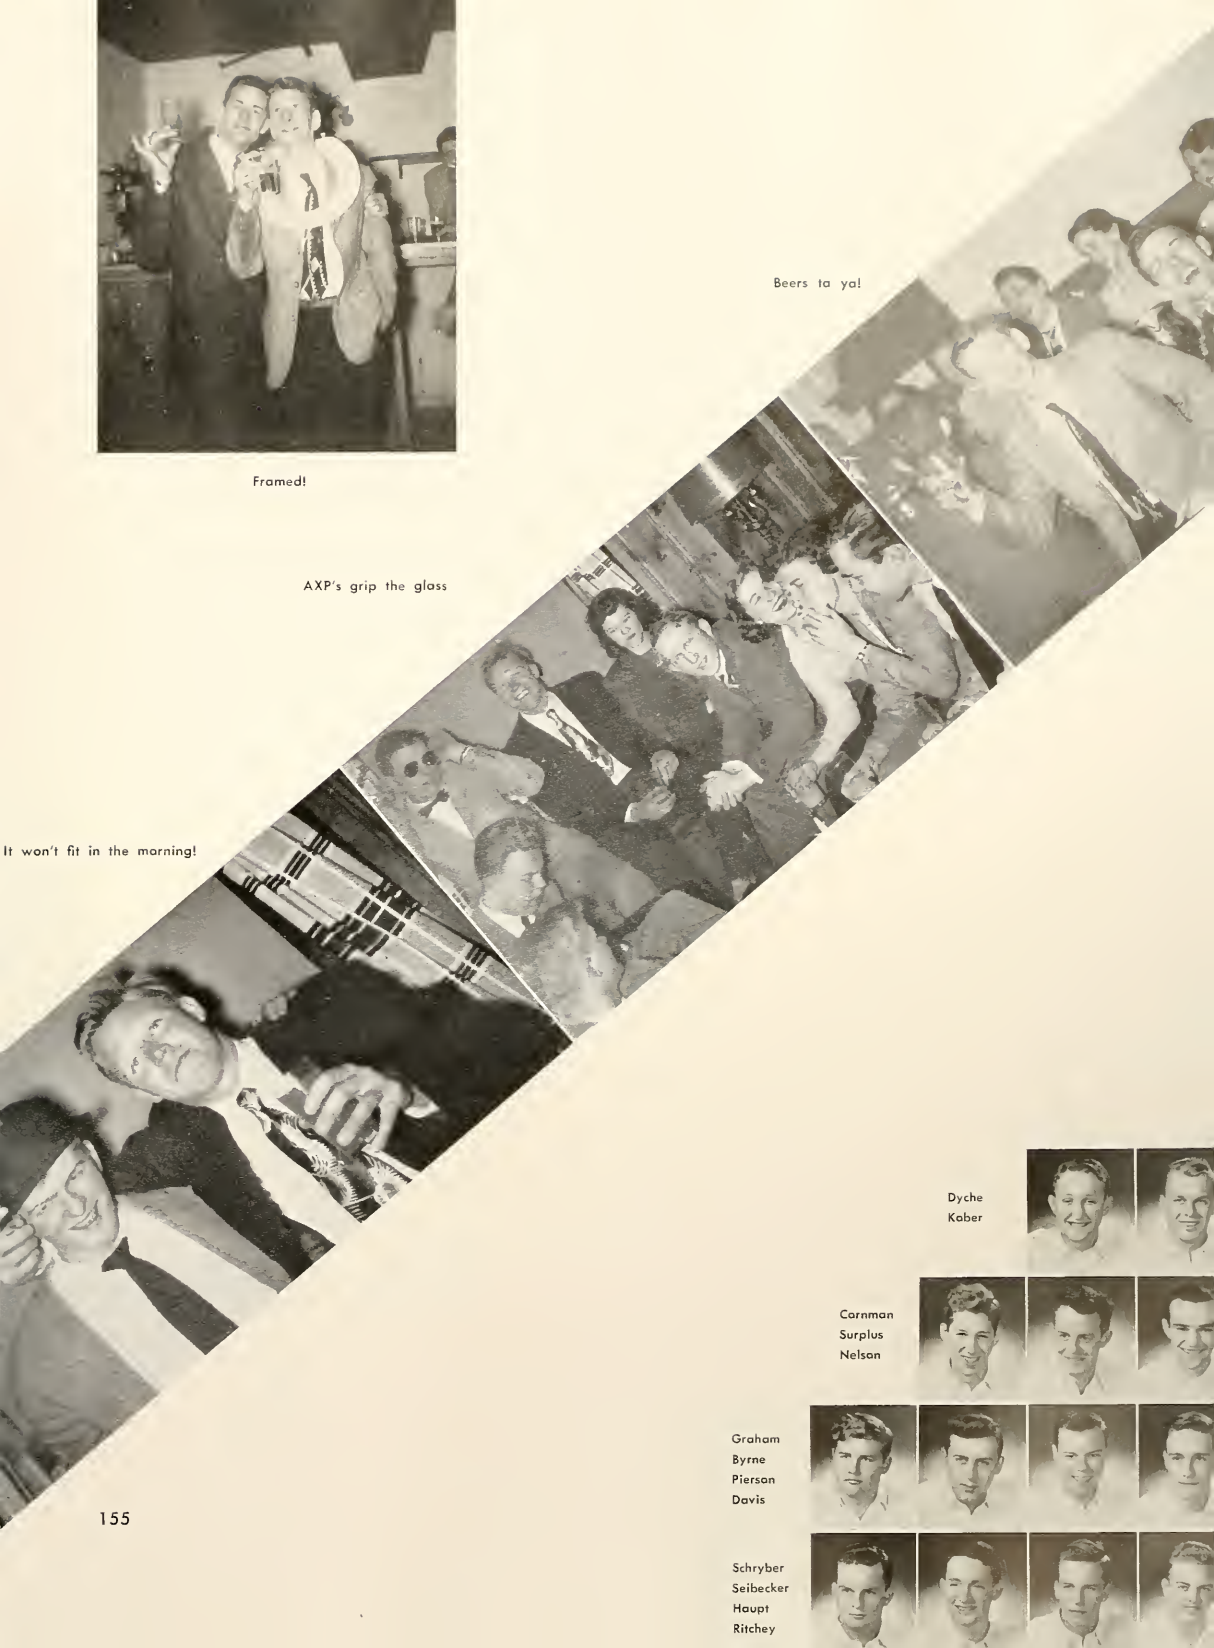 Beers ta ya!
Framed!
AXP's grip the glass
It won't fit in the morning!
Dyche
Kaber
Cornman
Surplus
Nelson
Graham
Byrne
Pierson
Davis
155
Schryber
Seibecker
Haupt
Ritchey